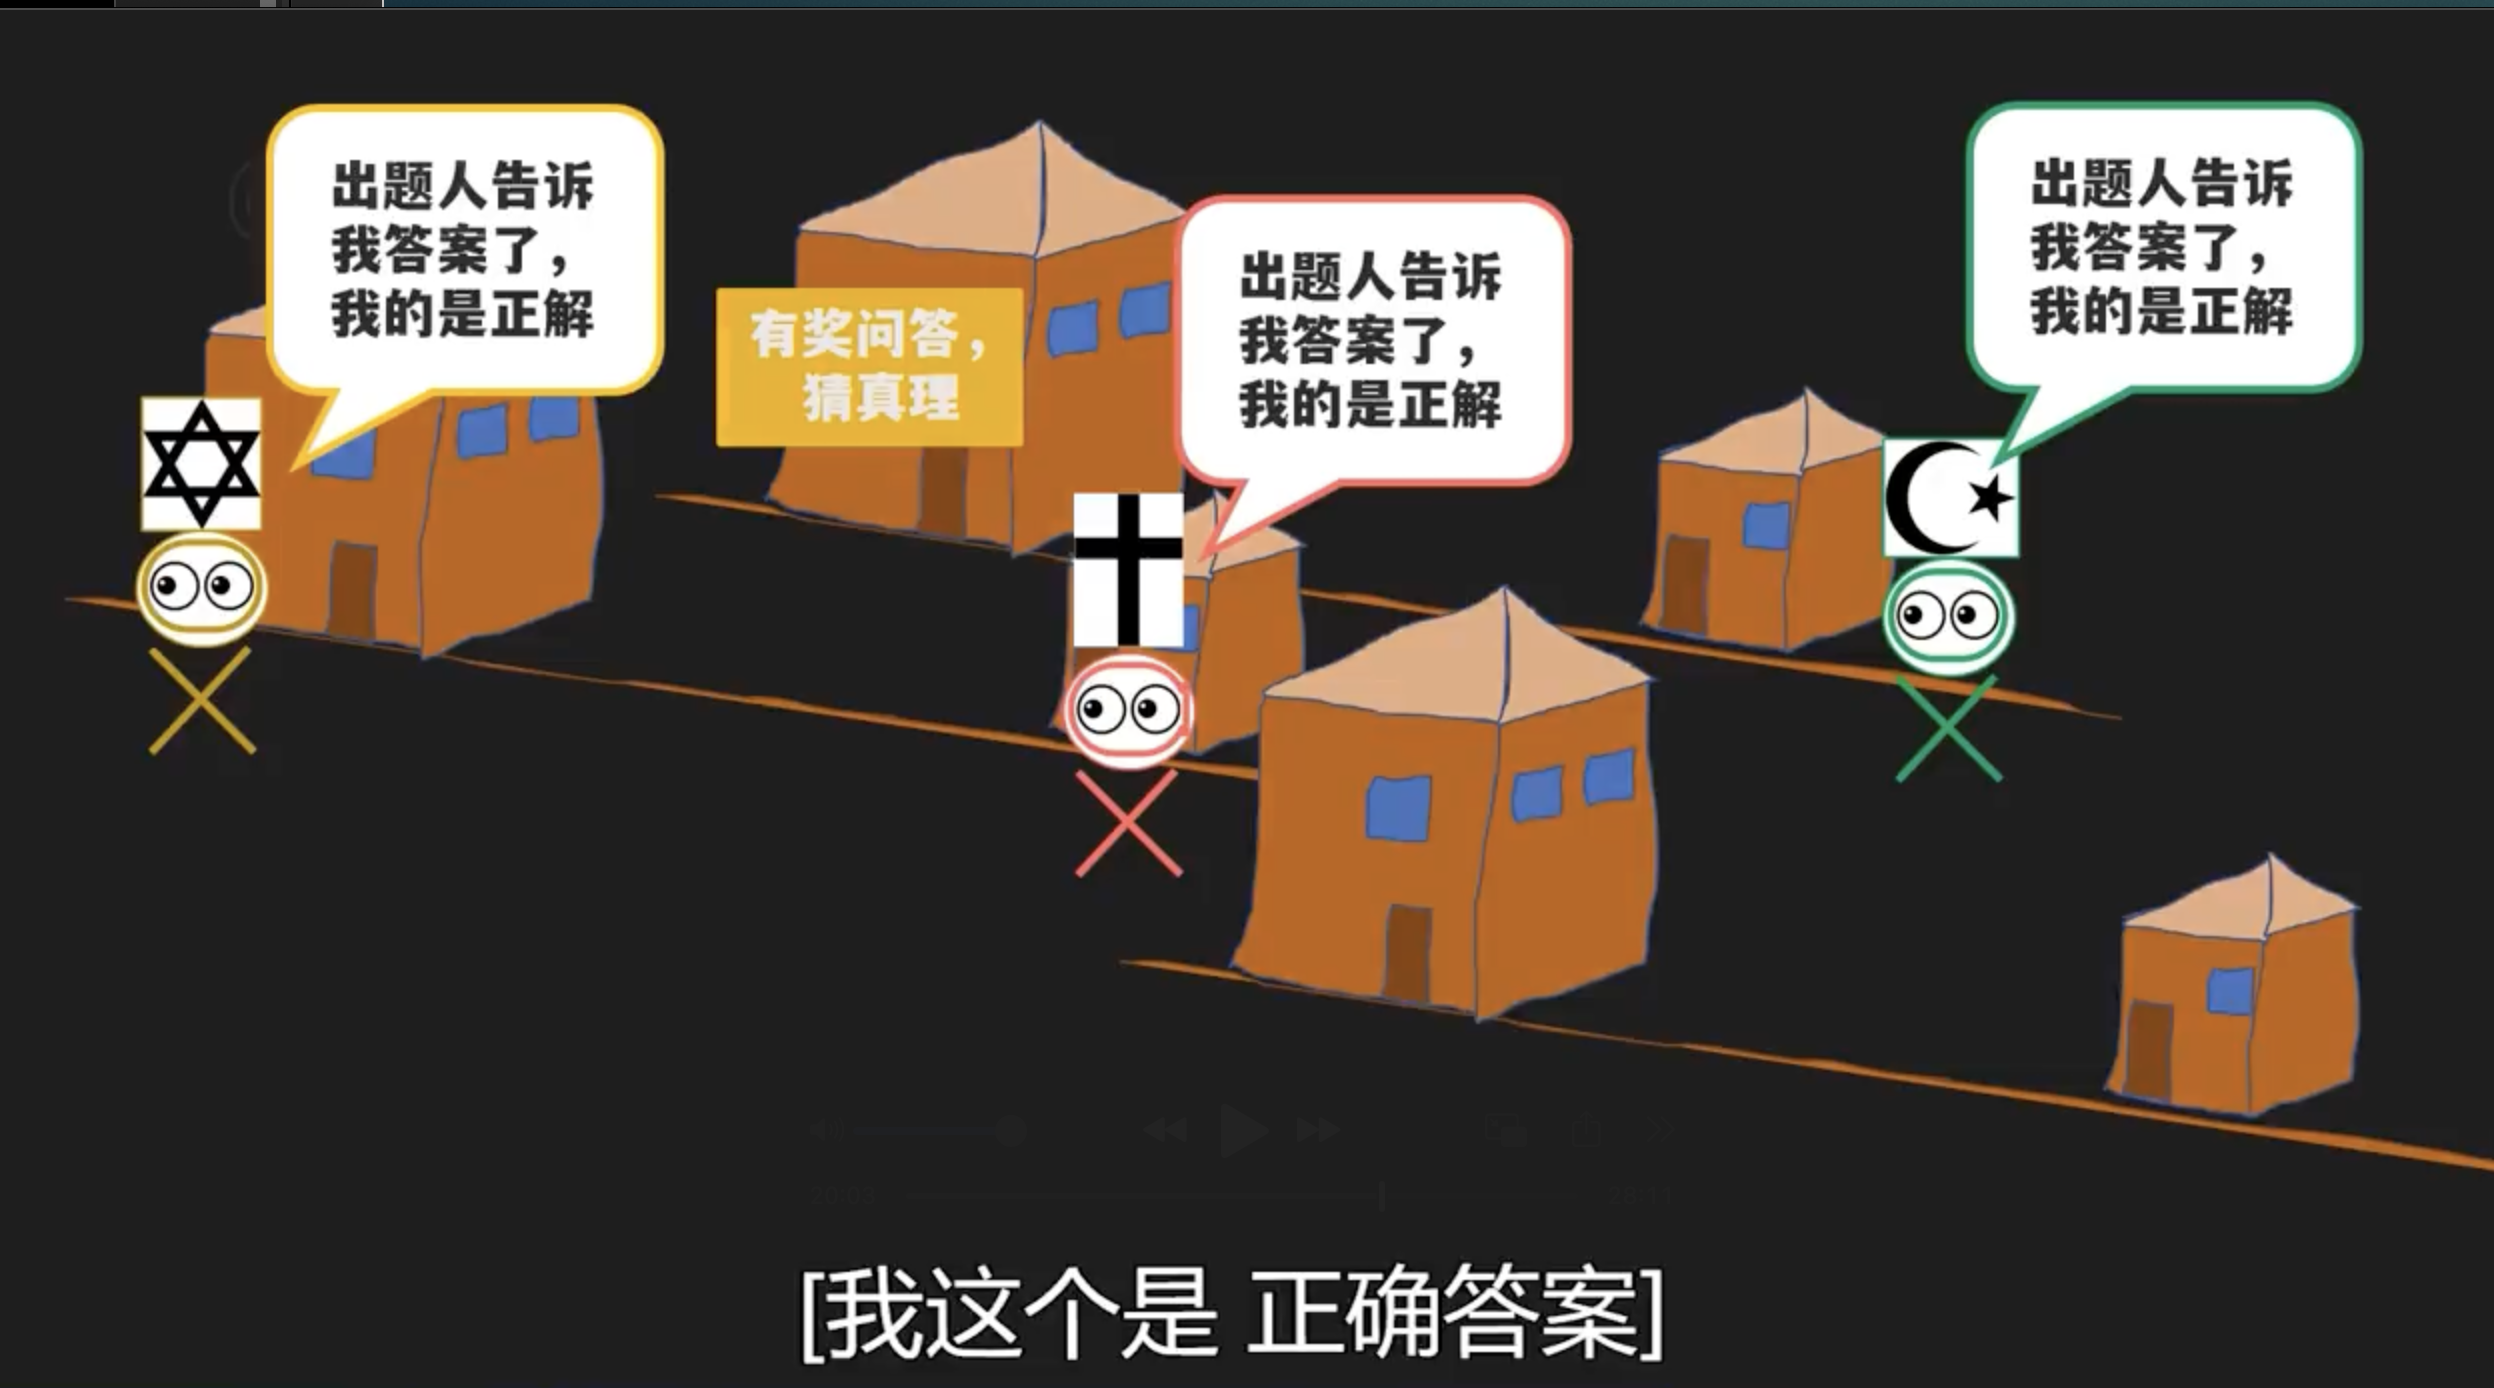 出题人告诉
我答案了，
我的是正解
有奖问答，
猜真理
出题人告诉
我答案了，
我的是正解
出题人告诉
我答案了，
我的是正解
20:03
[我这个是 正确答案]